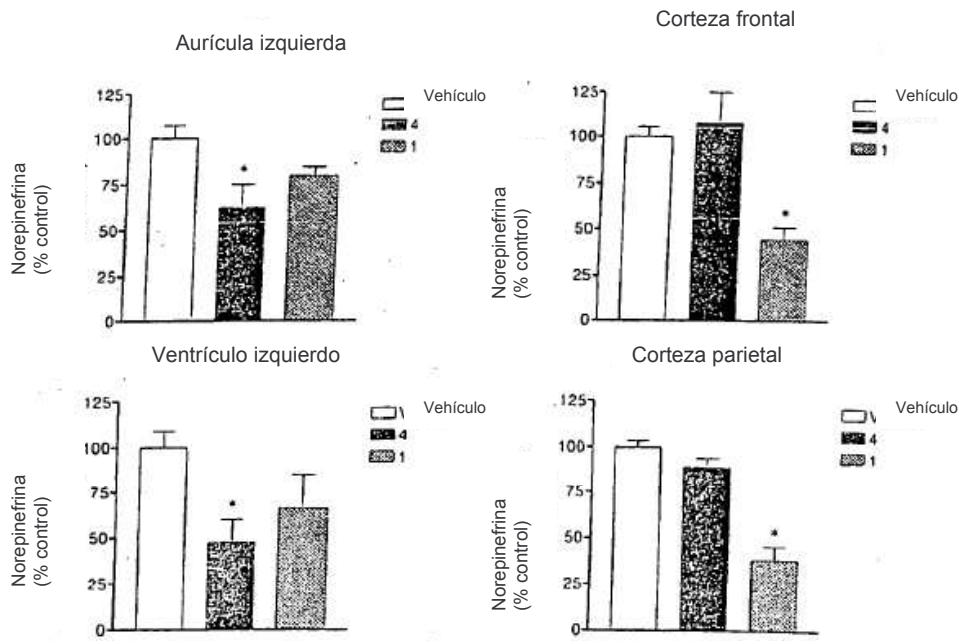 Aurícula izquierda
125
100
75
50
25
0
Norepinefrina
(% control)
Vehículo
4
1
*
Corteza frontal
125
100
75
50
25
0
Norepinefrina
(% control)
Vehículo
4
1
*
Ventrículo izquierdo
125
100
75
50
25
0
Norepinefrina
(% control)
V Vehículo
4
1
*
Corteza parietal
125
100
75
50
25
0
Norepinefrina
(% control)
Vehículo
4
1
*